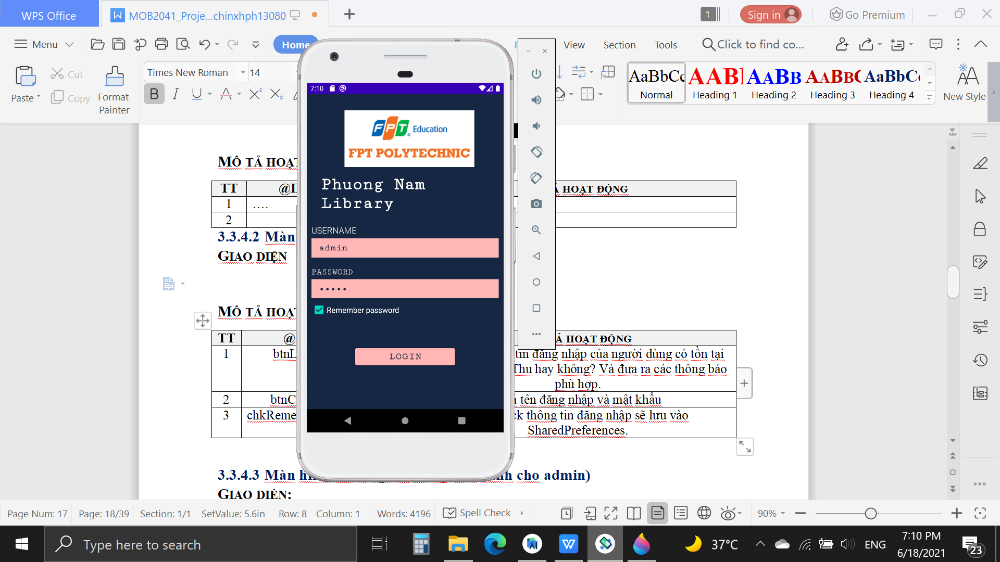 WPS Office
MOB2041_Proje...chinxhph13080
1
Sign in
Go Premium
Menu
Home
View
Section
Tools
Click to find co...
Paste
Cut
Copy
Format
Painter
Times New Roman
14
B I U A X² X₂
AaBbCc
Normal
AABI
Heading 1
AABB
Heading 2
AABBC
Heading 3
AaBbC
Heading 4
New Style
MÔ TẢ HOẠT
TT
HOẠT ĐỘNG
1
....
2
3.3.4.2 Màn
GIAO DIỆN
MÔ TẢ HOẠT
TT
HOẠT ĐỘNG
1
btnL
tin đăng nhập của người dùng có tồn tại
Thu hay không? Và đưa ra các thông báo
phù hợp.
2
btnC
tên đăng nhập và mật khẩu
3
chkReme
ck thông tin đăng nhập sẽ lưu vào
SharedPreferences.
3.3.4.3 Màn
cho admin)
GIAO DIỆN:
7:10
FPT Education
FPT POLYTECHNIC
Phuong Nam
Library
USERNAME
admin
PASSWORD
•••••
Remember password
LOGIN
Page Num: 17
Page: 18/39
Section: 1/1
SetValue: 5.6in
Row: 8
Column: 1
Words: 4196
Spell Check
90%
Type here to search
37°C
ENG
7:10 PM
6/18/2021
23